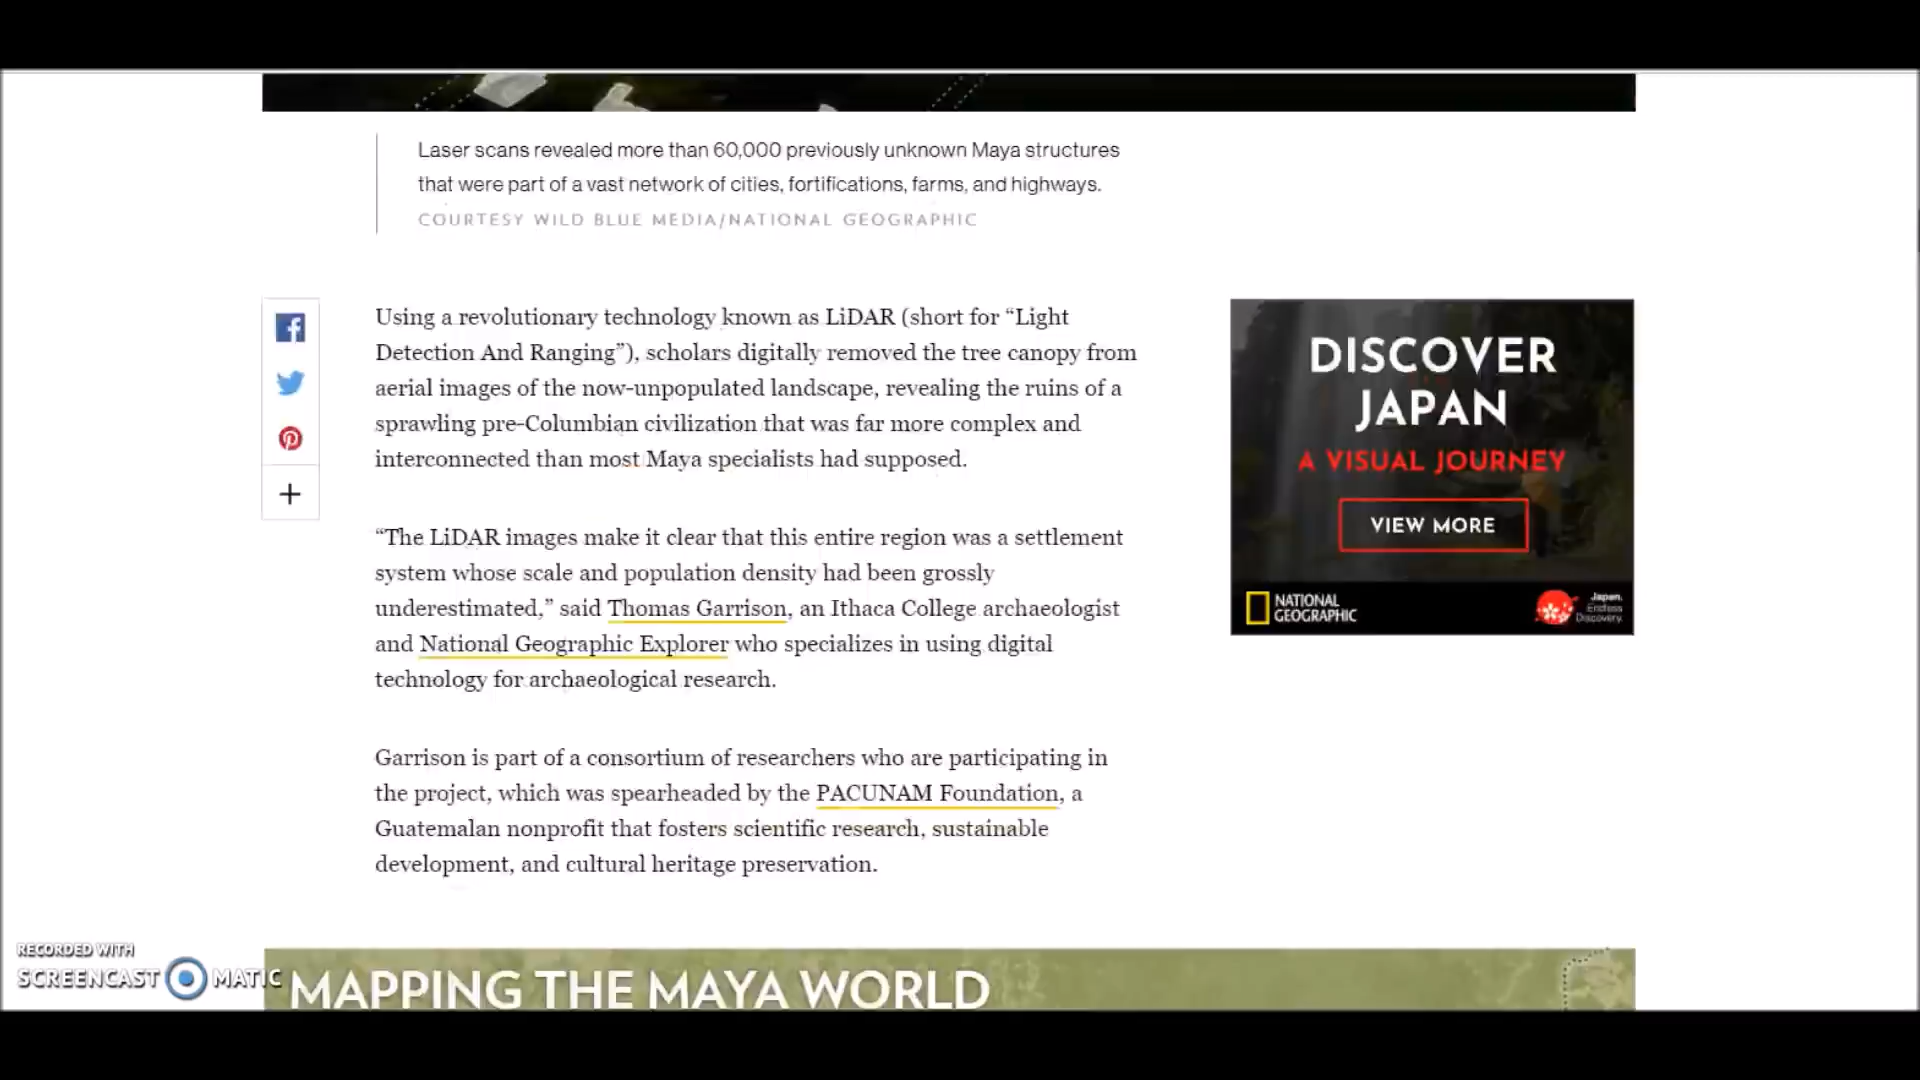 Laser scans revealed more than 60,000 previously unknown Maya structures
that were part of a vast network of cities, fortifications, farms, and highways.
COURTESY WILD BLUE MEDIA/NATIONAL GEOGRAPHIC
Using a revolutionary technology known as LiDAR (short for “Light
Detection And Ranging”), scholars digitally removed the tree canopy from
aerial images of the now-unpopulated landscape, revealing the ruins of a
sprawling pre-Columbian civilization that was far more complex and
interconnected than most Maya specialists had supposed.
“The LiDAR images make it clear that this entire region was a settlement
system whose scale and population density had been grossly
underestimated,” said Thomas Garrison, an Ithaca College archaeologist
and National Geographic Explorer who specializes in using digital
technology for archaeological research.
Garrison is part of a consortium of researchers who are participating in
the project, which was spearheaded by the PACUNAM Foundation, a
Guatemalan nonprofit that fosters scientific research, sustainable
development, and cultural heritage preservation.
DISCOVER
JAPAN
A VISUAL JOURNEY
VIEW MORE
NATIONAL
GEOGRAPHIC
Japan.
Endless
Discovery.
RECORDED WITH
SCREENCAST MATIC
MAPPING THE MAYA WORLD